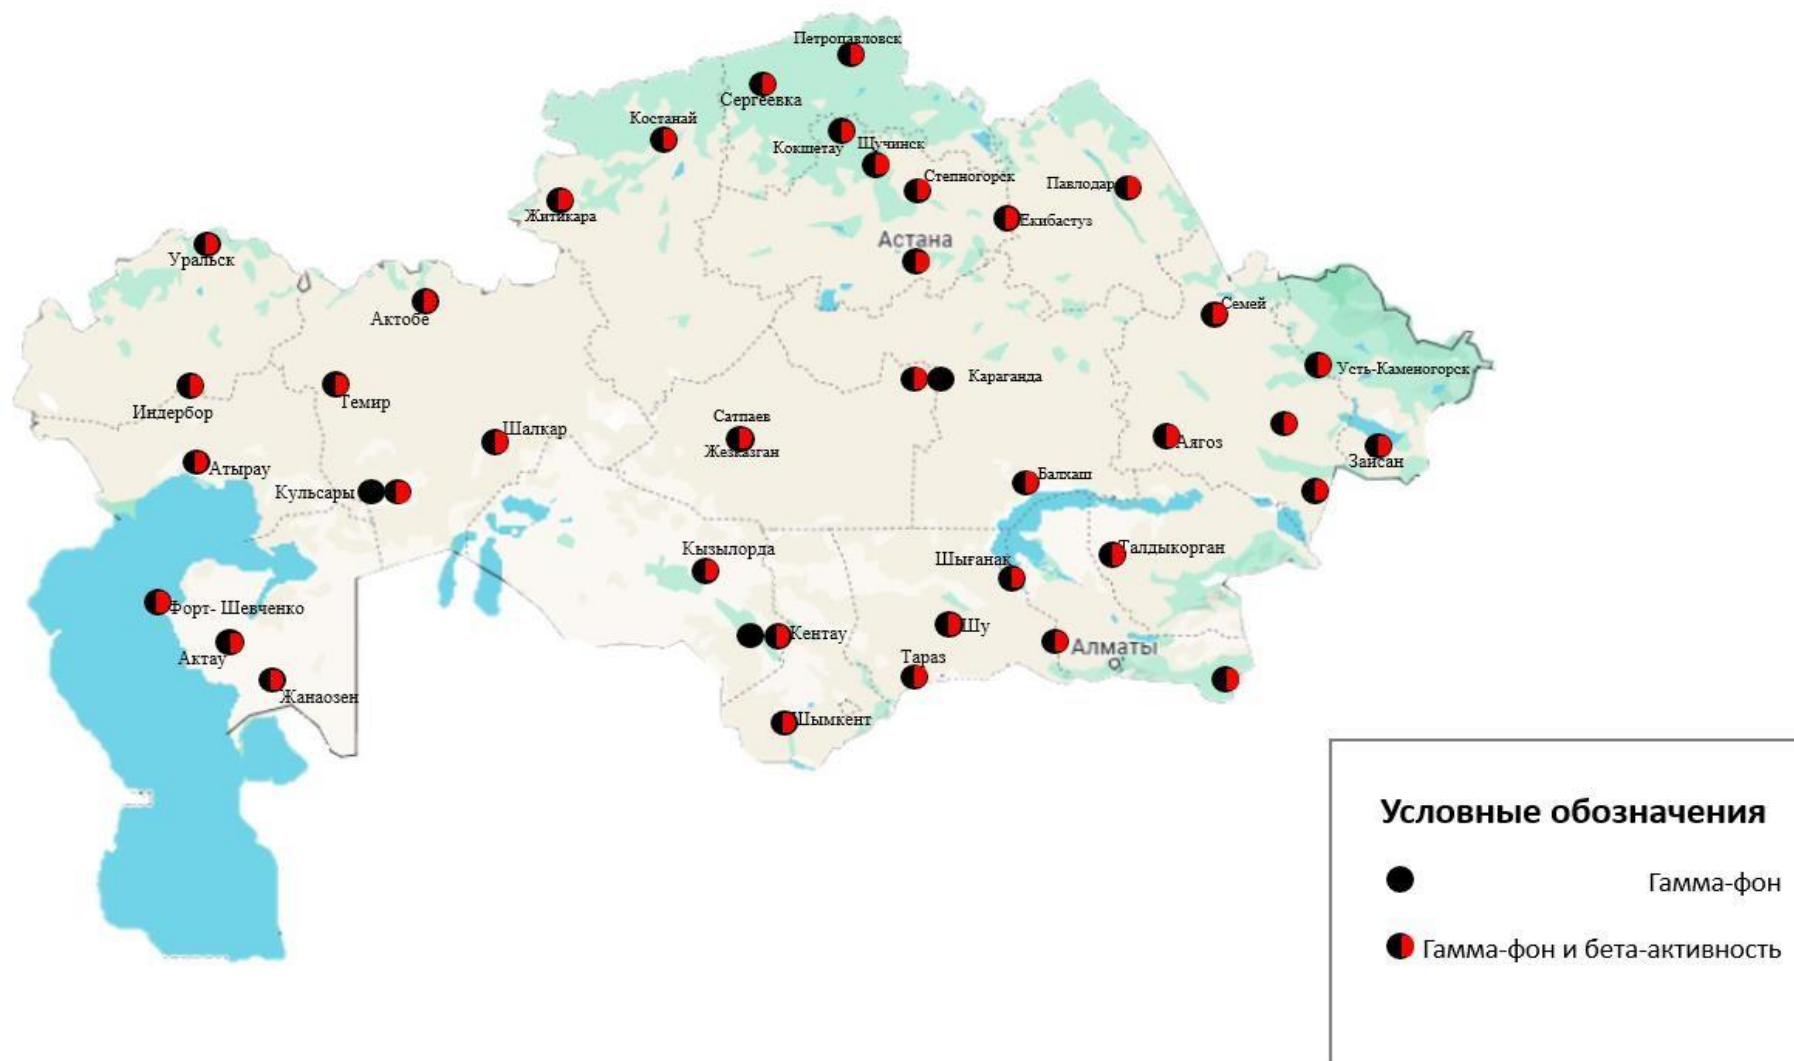 Петропавловск
Сергеевка
Костанай
Кокшетау
Щучинск
Степногорск
Павлодар
Житикара
Екибастуз
Астана
Уральск
Семей
Актобе
Усть-Каменогорск
Караганда
Темир
Индербор
Сатпаев
Жезказган
Шалкар
Аягоз
Зайсан
Атырау
Балхаш
Кульсары
Кызылорда
Талдыкорган
Шығанак
Форт- Шевченко
Шу
Кентау
Алматы
Актау
Тараз
Жанаозен
Шымкент
Условные обозначения
Гамма-фон
Гамма-фон и бета-активность